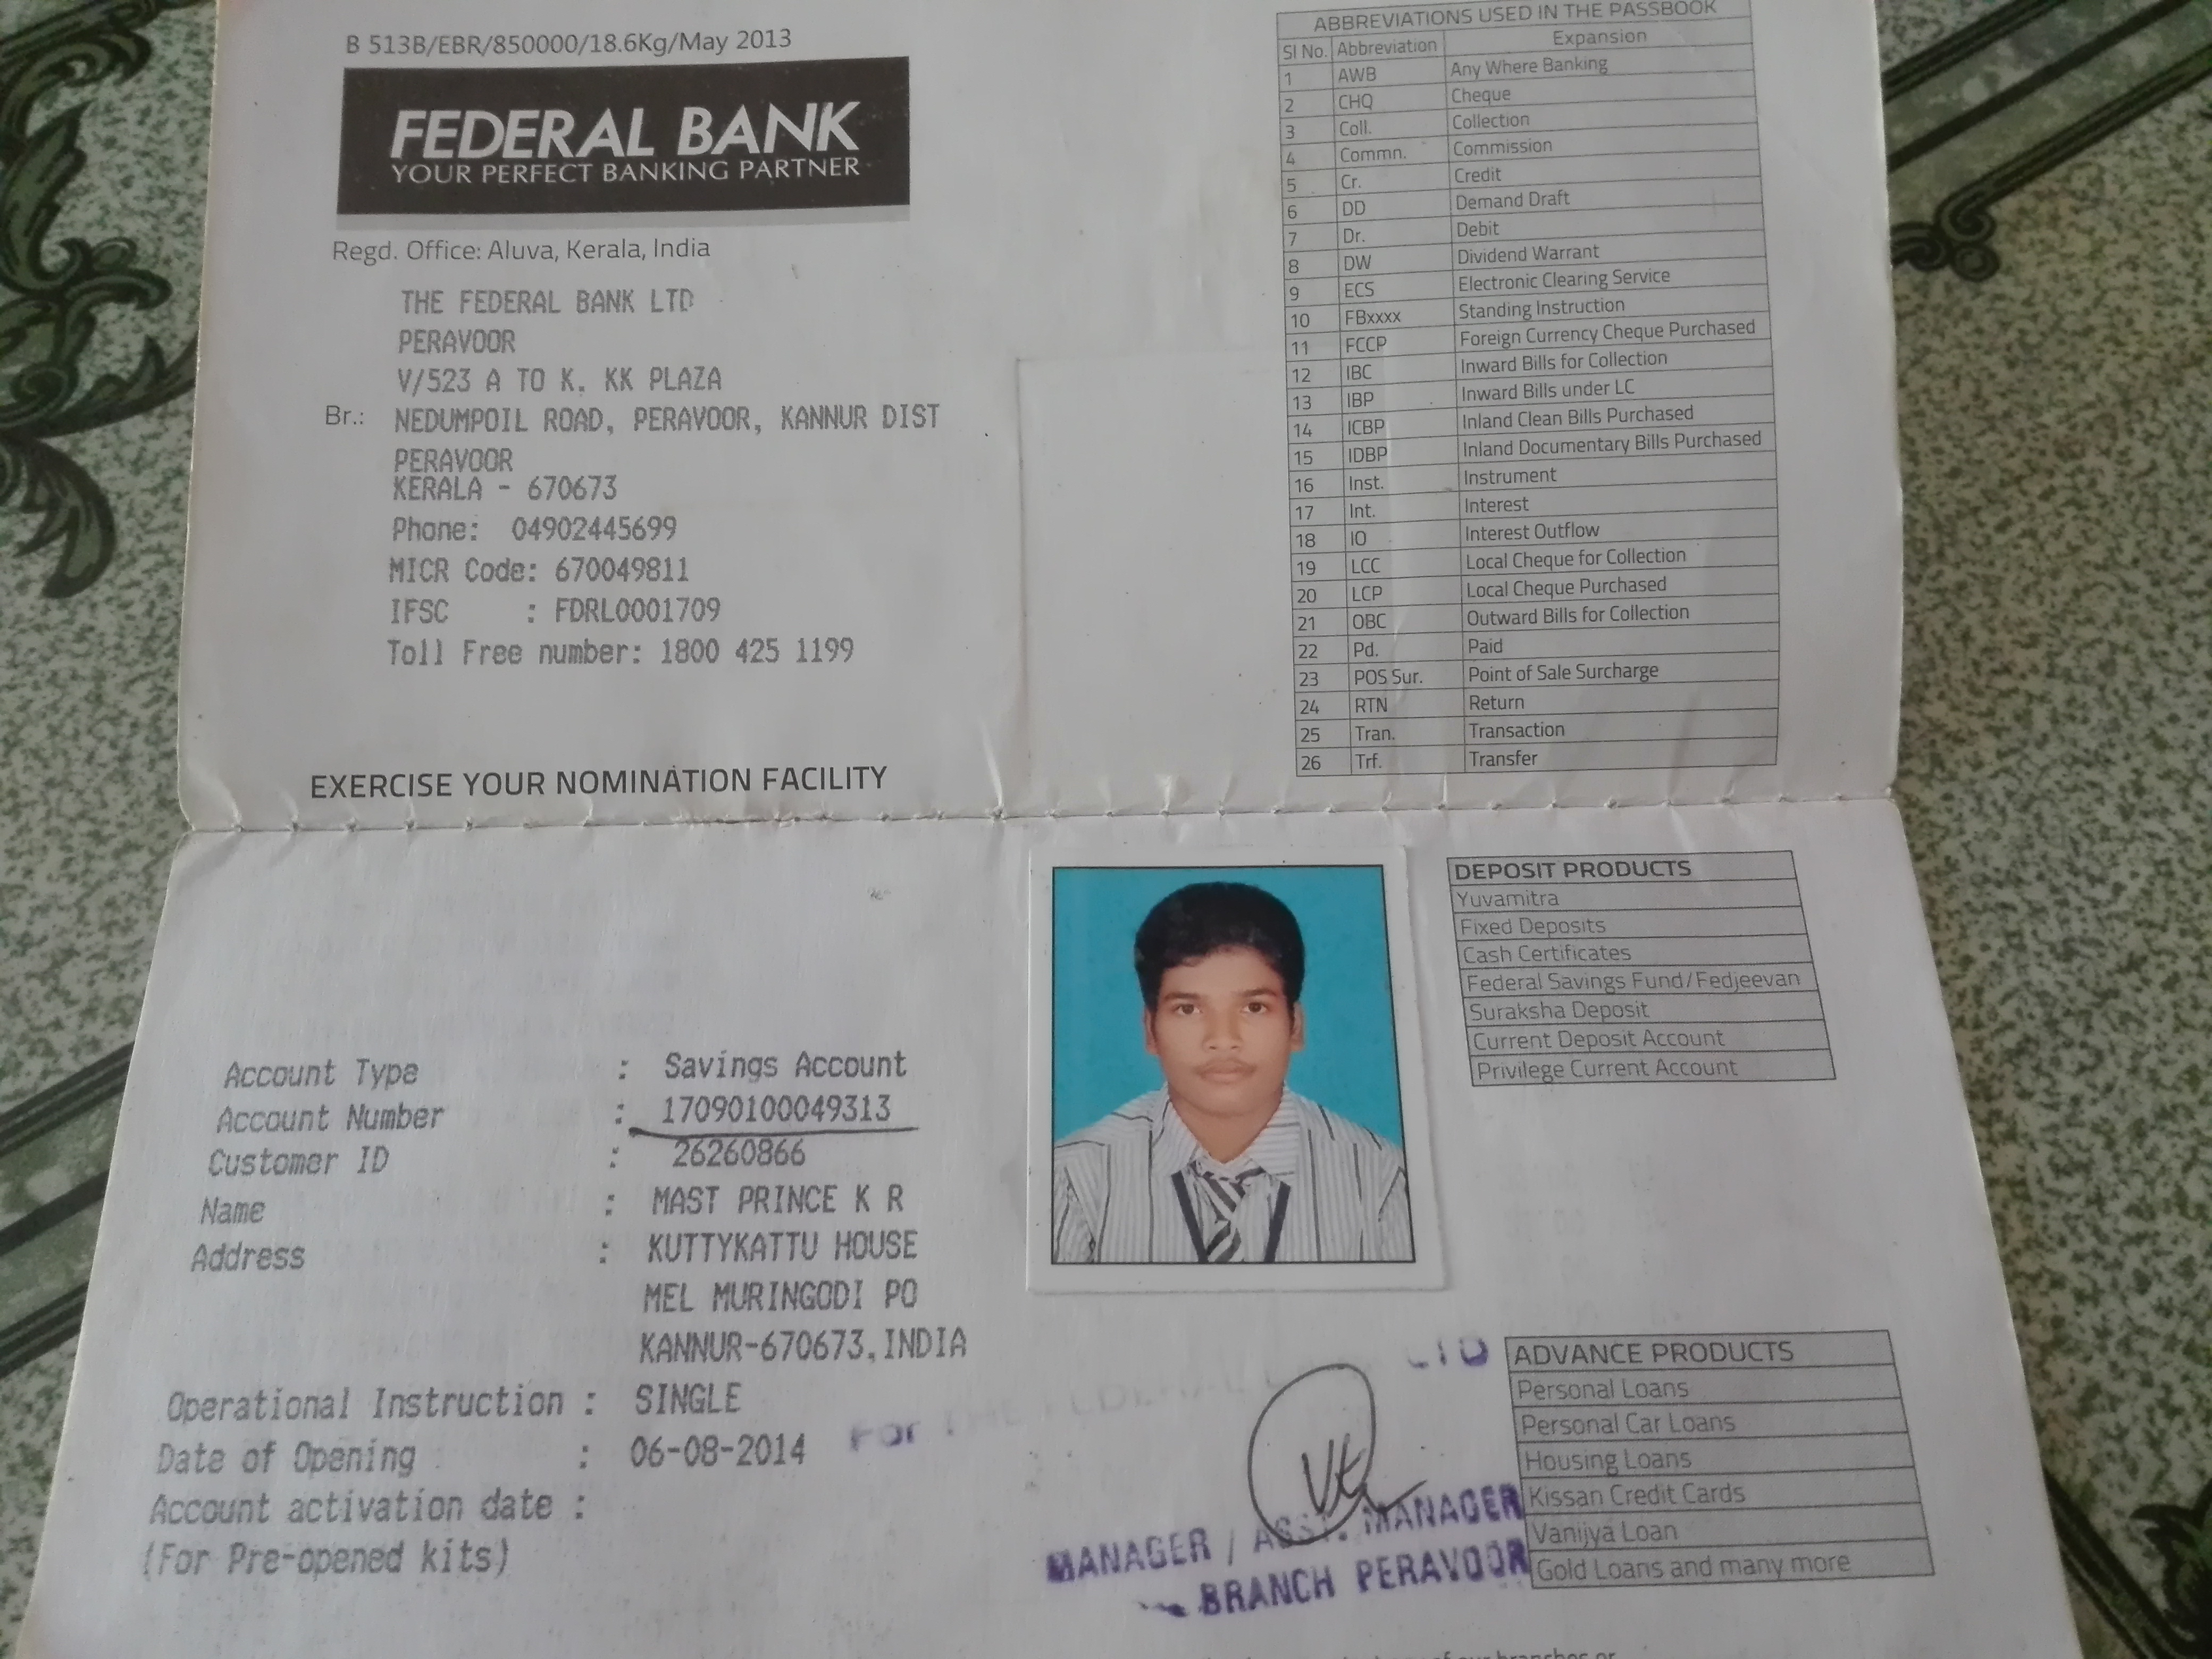 B 513B/EBR/850000/18.6Kg/May 2013
FEDERAL BANK
YOUR PERFECT BANKING PARTNER
Regd. Office: Aluva, Kerala, India
THE FEDERAL BANK LTD
PERAVOOR
V/523 A TO K, KK PLAZA
Br.: NEDUMPOIL ROAD, PERAVOOR, KANNUR DIST
PERAVOOR
KERALA - 670673
Phone: 04902445699
MICR Code: 670049811
IFSC : FDRL0001709
Toll Free number: 1800 425 1199
EXERCISE YOUR NOMINATION FACILITY
ABBREVIATIONS USED IN THE PASSBOOK
Sl No. Abbreviation Expansion
1 AWB Any Where Banking
2 CHQ Cheque
3 Coll. Collection
4 Commn. Commission
5 Cr. Credit
6 DD Demand Draft
7 Dr. Debit
8 DW Dividend Warrant
9 ECS Electronic Clearing Service
10 FBxxxx Standing Instruction
11 FCCP Foreign Currency Cheque Purchased
12 IBC Inward Bills for Collection
13 IBP Inward Bills under LC
14 ICBP Inland Clean Bills Purchased
15 IDBP Inland Documentary Bills Purchased
16 Inst. Instrument
17 Int. Interest
18 IO Interest Outflow
19 LCC Local Cheque for Collection
20 LCP Local Cheque Purchased
21 OBC Outward Bills for Collection
22 Pd. Paid
23 POS Sur. Point of Sale Surcharge
24 RTN Return
25 Tran. Transaction
26 Trf. Transfer
Account Type : Savings Account
Account Number : 17090100049313
Customer ID : 26260866
Name : MAST PRINCE K R
Address : KUTTYKATTU HOUSE
MEL MURINGODI PO
KANNUR-670673, INDIA
Operational Instruction : SINGLE
Date of Opening : 06-08-2014
Account activation date :
(For Pre-opened kits)
For THE FEDERAL LTD
MANAGER / ASST. MANAGER
BRANCH PERAVOOR
DEPOSIT PRODUCTS
Yuvamitra
Fixed Deposits
Cash Certificates
Federal Savings Fund/Fedjeevan
Suraksha Deposit
Current Deposit Account
Privilege Current Account
ADVANCE PRODUCTS
Personal Loans
Personal Car Loans
Housing Loans
Kissan Credit Cards
Vanijya Loan
Gold Loans and many more